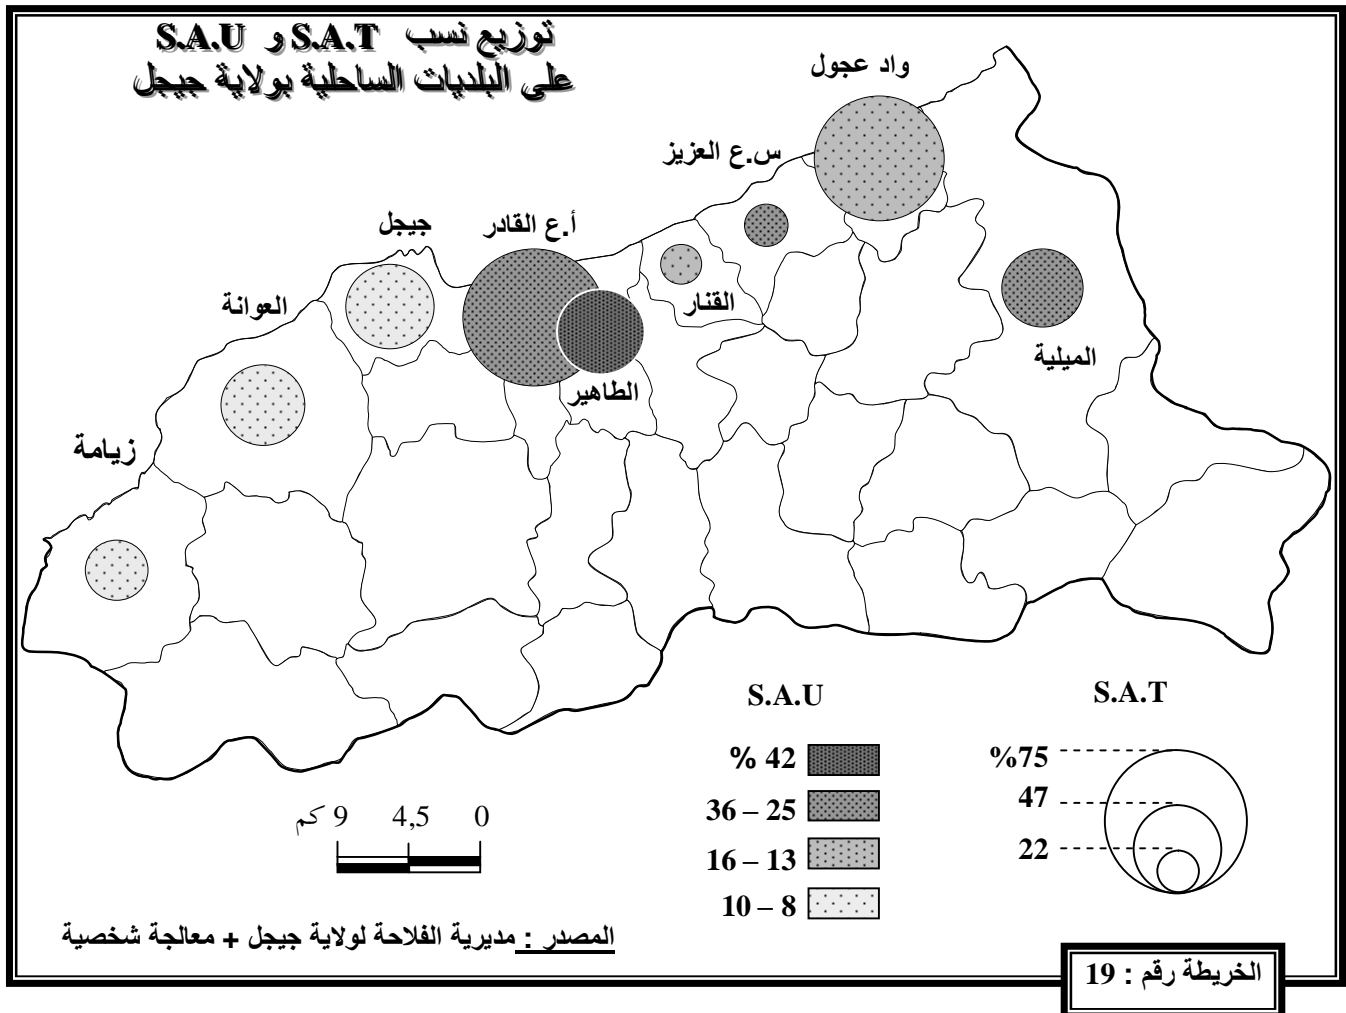 توزيع نسب S.A.T و S.A.U
على البلديات الساحلية بولاية جيجل
واد عجول
س.ع العزيز
أ.ع القادر
جيجل
القنار
العوانة
الميلية
الطاهير
زيامة
S.A.U
% 42
36 – 25
16 – 13
10 – 8
S.A.T
%75
47
22
0 4,5 9 كم
المصدر : مديرية الفلاحة لولاية جيجل + معالجة شخصية
الخريطة رقم : 19